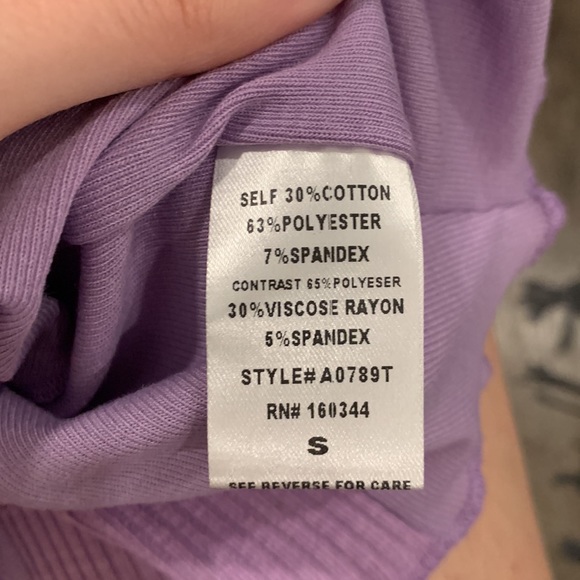 SELF 30%COTTON
63%POLYESTER
7%SPANDEX
CONTRAST 65%POLYESER
30%VISCOSE RAYON
5%SPANDEX
STYLE# A0789T
RN# 160344
S
SEE REVERSE FOR CARE